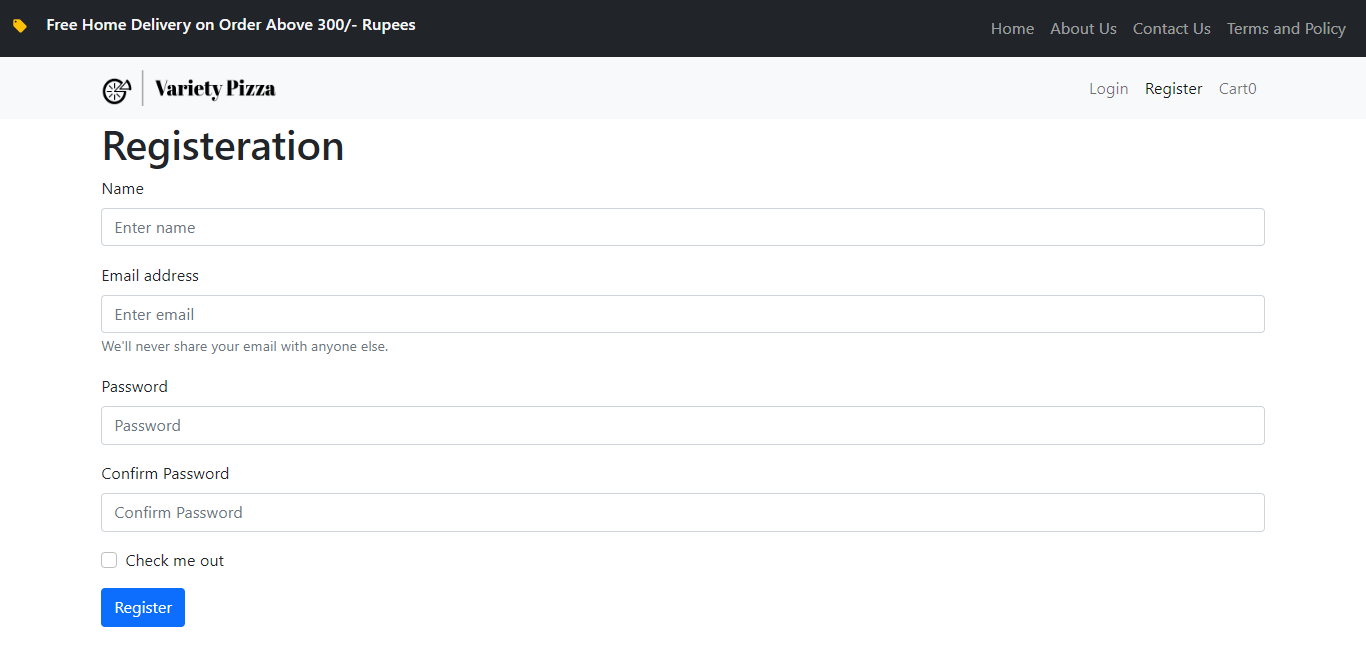 Free Home Delivery on Order Above 300/- Rupees
Home About Us Contact Us Terms and Policy
Variety Pizza
Login Register Cart0
Registeration
Name
Enter name
Email address
Enter email
We'll never share your email with anyone else.
Password
Password
Confirm Password
Confirm Password
Check me out
Register